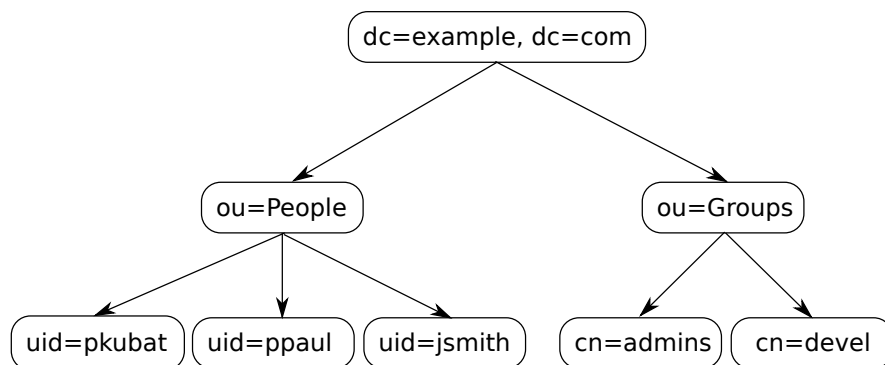 dc=example, dc=com
ou=People
ou=Groups
uid=pkubat
uid=ppaul
uid=jsmith
cn=admins
cn=devel